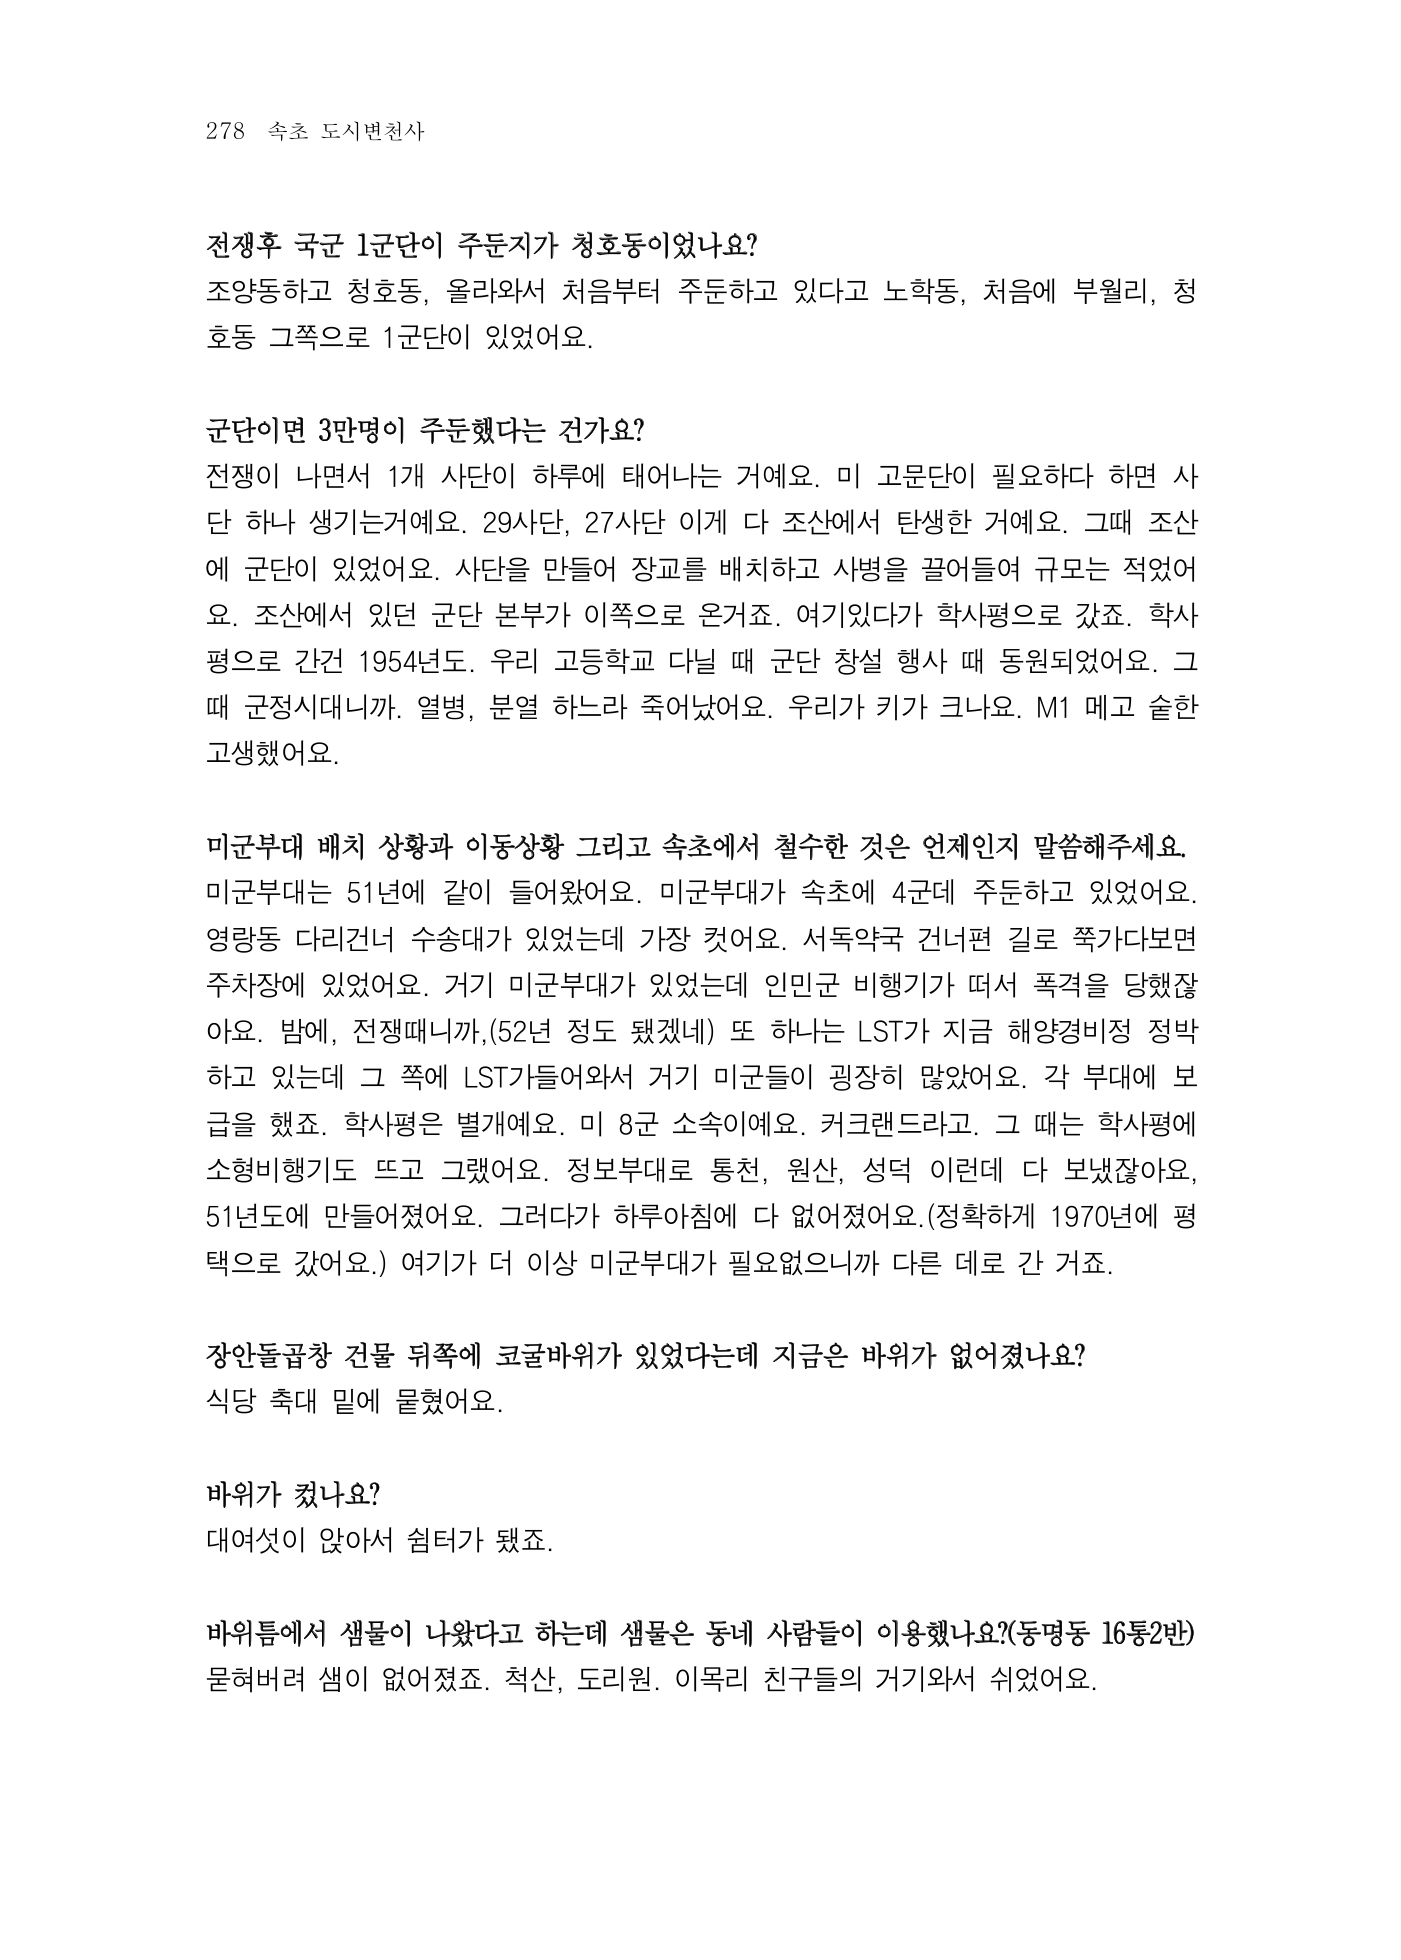 278 속초 도시변천사
전쟁후 국군 1군단이 주둔지가 청호동이었나요?
조양동하고 청호동, 올라와서 처음부터 주둔하고 있다고 노학동, 처음에 부월리, 청
호동 그쪽으로 1군단이 있었어요.
군단이면 3만명이 주둔했다는 건가요?
전쟁이 나면서 1개 사단이 하루에 태어나는 거예요. 미 고문단이 필요하다 하면 사
단 하나 생기는거예요. 29사단, 27사단 이게 다 조산에서 탄생한 거예요. 그때 조산
에 군단이 있었어요. 사단을 만들어 장교를 배치하고 사병을 끌어들여 규모는 적었어
요. 조산에서 있던 군단 본부가 이쪽으로 온거죠. 여기있다가 학사평으로 갔죠. 학사
평으로 간건 1954년도. 우리 고등학교 다닐 때 군단 창설 행사 때 동원되었어요. 그
때 군정시대니까. 열병, 분열 하느라 죽어났어요. 우리가 키가 크나요. M1 메고 숱한
고생했어요.
미군부대 배치 상황과 이동상황 그리고 속초에서 철수한 것은 언제인지 말씀해주세요.
미군부대는 51년에 같이 들어왔어요. 미군부대가 속초에 4군데 주둔하고 있었어요.
영랑동 다리건너 수송대가 있었는데 가장 컷어요. 서독약국 건너편 길로 쭉가다보면
주차장에 있었어요. 거기 미군부대가 있었는데 인민군 비행기가 떠서 폭격을 당했잖
아요. 밤에, 전쟁때니까,(52년 정도 됐겠네) 또 하나는 LST가 지금 해양경비정 정박
하고 있는데 그 쪽에 LST가들어와서 거기 미군들이 굉장히 많았어요. 각 부대에 보
급을 했죠. 학사평은 별개예요. 미 8군 소속이예요. 커크랜드라고. 그 때는 학사평에
소형비행기도 뜨고 그랬어요. 정보부대로 통천, 원산, 성덕 이런데 다 보냈잖아요,
51년도에 만들어졌어요. 그러다가 하루아침에 다 없어졌어요.(정확하게 1970년에 평
택으로 갔어요.) 여기가 더 이상 미군부대가 필요없으니까 다른 데로 간 거죠.
장안돌곱창 건물 뒤쪽에 코굴바위가 있었다는데 지금은 바위가 없어졌나요?
식당 축대 밑에 뭍혔어요.
바위가 컸나요?
대여섯이 앉아서 쉼터가 됐죠.
바위틈에서 샘물이 나왔다고 하는데 샘물은 동네 사람들이 이용했나요?(동명동 16통2반)
묻혀버려 샘이 없어졌죠. 척산, 도리원. 이목리 친구들의 거기와서 쉬었어요.